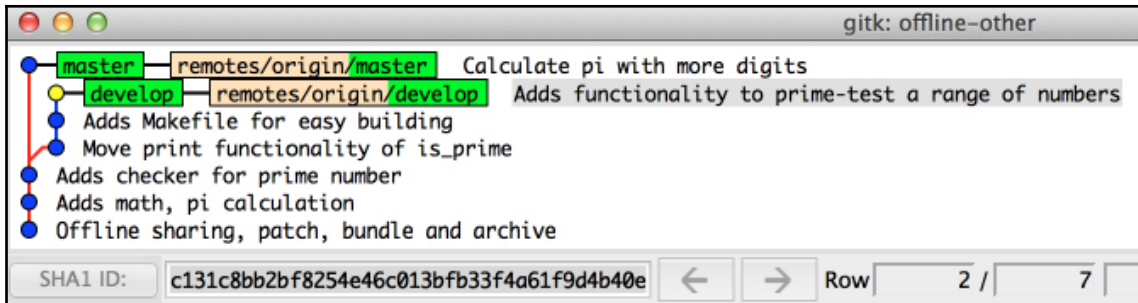 gitk: offline-other
master remotes/origin/master Calculate pi with more digits
develop remotes/origin/develop Adds functionality to prime-test a range of numbers
Adds Makefile for easy building
Move print functionality of is_prime
Adds checker for prime number
Adds math, pi calculation
Offline sharing, patch, bundle and archive
SHA1 ID: c131c8bb2bf8254e46c013bfb33f4a61f9d4b40e ← → Row 2 / 7